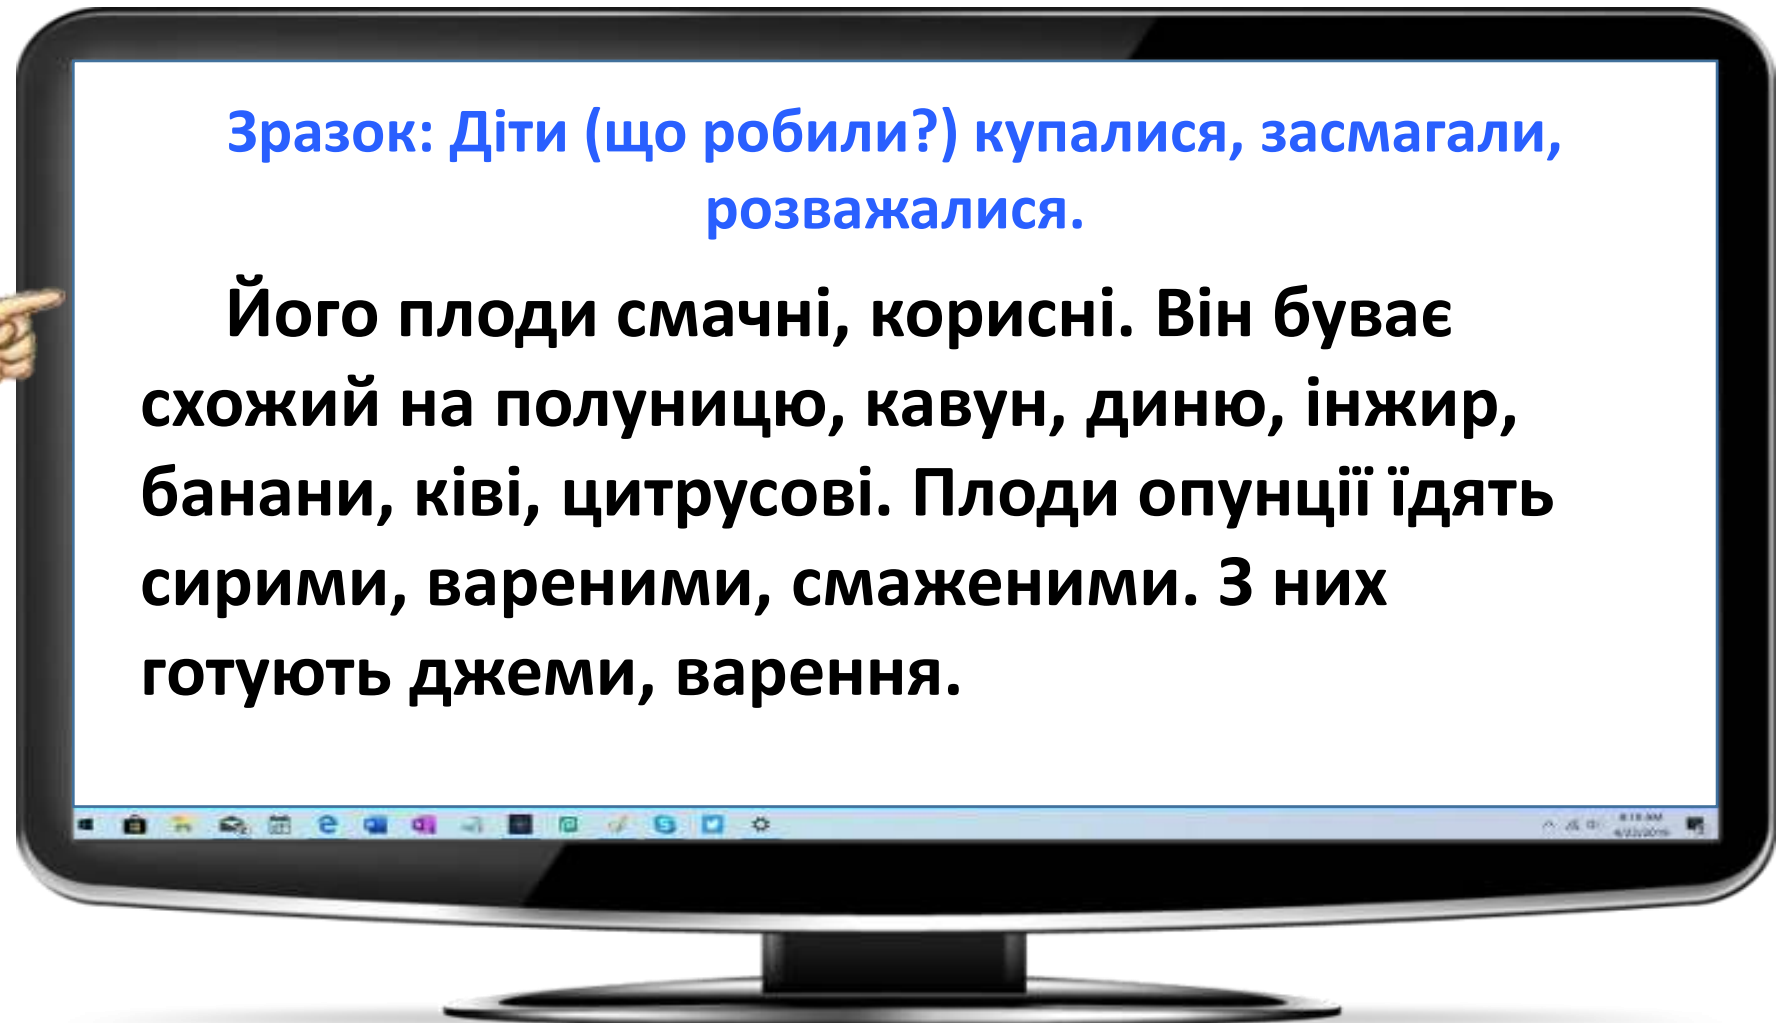 Зразок: Діти (що робили?) купалися, засмагали,
розважалися.
Його плоди смачні, корисні. Він буває
схожий на полуницю, кавун, диню, інжир,
банани, ківі, цитрусові. Плоди опунції їдять
сирими, вареними, смаженими. З них
готують джеми, варення.